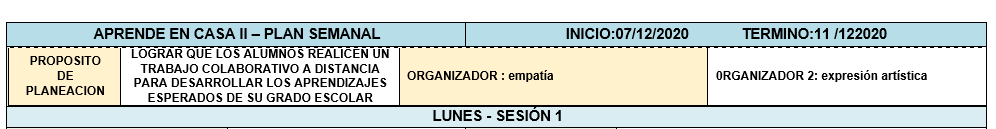 APRENDE EN CASA II – PLAN SEMANAL INICIO:07/12/2020 TERMINO:11 /122020
PROPOSITO
DE
PLANEACION
LOGRAR QUE LOS ALUMNOS REALICEN UN
TRABAJO COLABORATIVO A DISTANCIA
PARA DESARROLLAR LOS APRENDIZAJES
ESPERADOS DE SU GRADO ESCOLAR
ORGANIZADOR : empatía
0RGANIZADOR 2: expresión artística
LUNES - SESIÓN 1